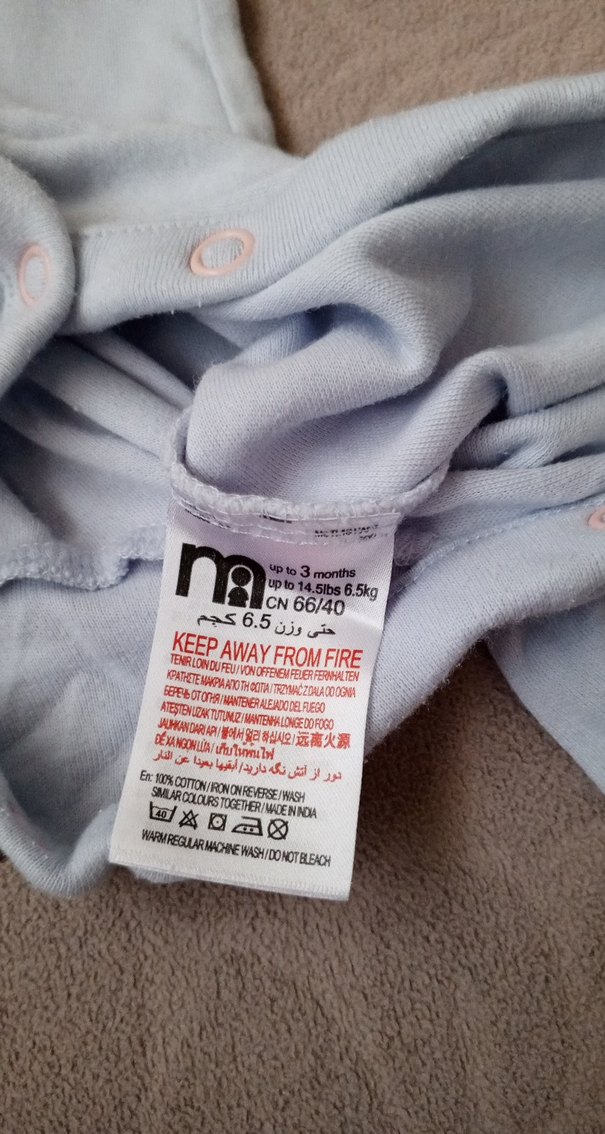 m
up to 3 months
up to 14.5lbs 6.5kg
CN 66/40
حتى وزن 6.5 كجم
KEEP AWAY FROM FIRE
TENIR LOIN DU FEU / VON OFFENEM FEUER FERNHALTEN
ΚΡΑΤΗΣΤΕ ΜΑΚΡΙΑ ΑΠΟ ΤΗ ΦΩΤΙΑ / TRZYMAĆ Z DALA OD OGNIA
БЕРЕЧЬ ОТ ОГНЯ / MANTENER ALEJADO DEL FUEGO
ATEŞTEN UZAK TUTUNUZ / MANTENHA LONGE DO FOGO
JAUHKAN DARI API / 불에서 멀리 하십시오 / 远离火源
ĐỂ XA NGỌN LỬA / เก็บให้พ้นไฟ
دور از آتش نگه دارید / أبقيها بعيدا عن النار
En: 100% COTTON / IRON ON REVERSE / WASH
SIMILAR COLOURS TOGETHER / MADE IN INDIA
40
WARM REGULAR MACHINE WASH / DO NOT BLEACH